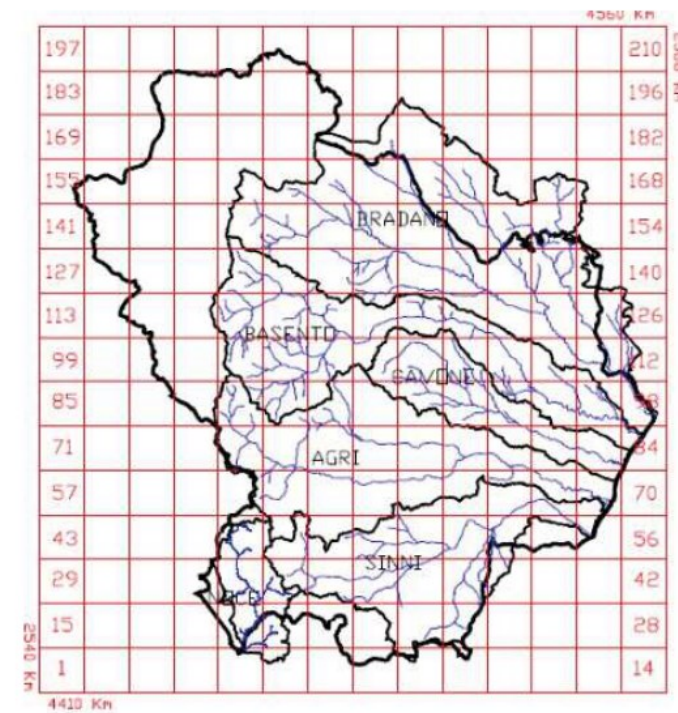 4560 Km
197 210
183 196
169 182
155 168
141 BRADANO 154
127 140
113 126
BASENTO
99 112
CAVONE
85 98
71 84
AGRI
57 70
43 56
SINNI
29 42
15 28
2540 Km
1 14
4410 Km